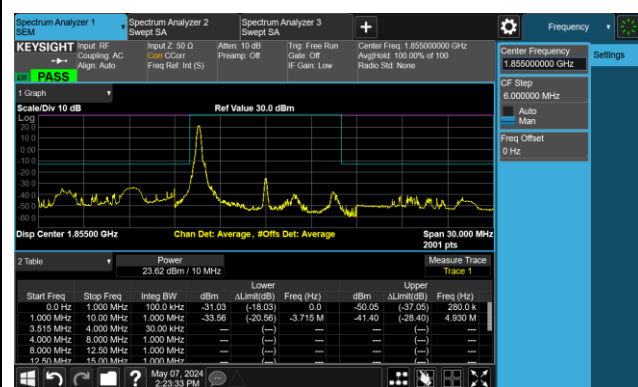 Spectrum Analyzer 1
SEM
Spectrum Analyzer 2
Swept SA
Spectrum Analyzer 3
Swept SA
+
Frequency
KEYSIGHT
Input: RF
Coupling: AC
Align: Auto
Input Z: 50 Ω
Corr CCorr
Freq Ref: Int (S)
Atten: 10 dB
Preamp: Off
Trig: Free Run
Gate: Off
IF Gain: Low
Center Freq: 1.855000000 GHz
Avg|Hold: 100.00% of 100
Radio Std: None
PASS
Center Frequency
1.855000000 GHz
Settings
CF Step
6.000000 MHz
Auto
Man
Freq Offset
0 Hz
1 Graph
Scale/Div 10 dB
Ref Value 30.0 dBm
Log
20.0
10.0
0.00
-10.0
-20.0
-30.0
-40.0
-50.0
-60.0
Disp Center 1.85500 GHz
Chan Det: Average , #Offs Det: Average
Span 30.000 MHz
2001 pts
2 Table
Power
23.62 dBm / 10 MHz
Measure Trace
Trace 1
Lower Upper
Start Freq Stop Freq Integ BW dBm ΔLimit(dB) Freq (Hz) dBm ΔLimit(dB) Freq (Hz)
0.0 Hz 1.000 MHz 100.0 kHz -31.03 (-18.03) 0.0 -50.05 (-37.05) 280.0 k
1.000 MHz 10.00 MHz 1.000 MHz -33.56 (-20.56) -3.715 M -41.40 (-28.40) 4.930 M
3.515 MHz 4.000 MHz 30.00 kHz --- (---) --- --- (---) ---
4.000 MHz 8.000 MHz 1.000 MHz --- (---) --- --- (---) ---
8.000 MHz 12.50 MHz 1.000 MHz --- (---) --- --- (---) ---
12.50 MHz 15.00 MHz 1.000 MHz --- (---) --- --- (---) ---
?
May 07, 2024
2:23:33 PM